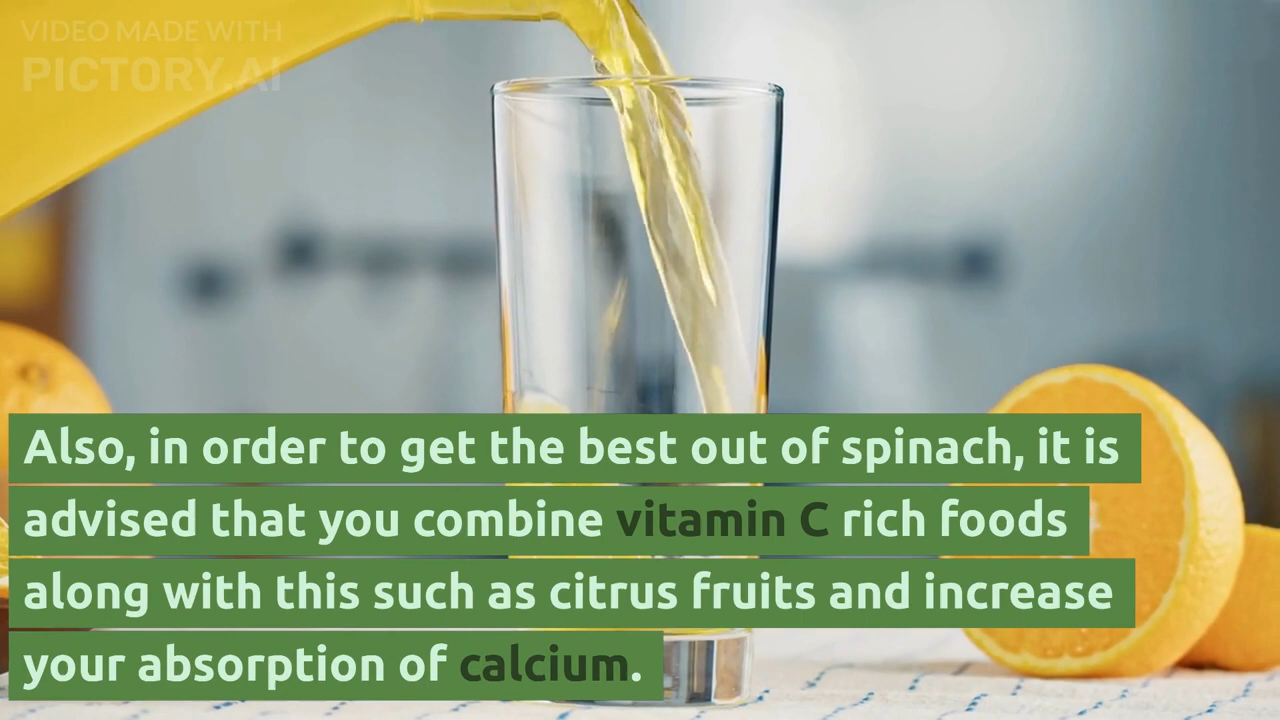 VIDEO MADE WITH
PICTORY.AI
Also, in order to get the best out of spinach, it is
advised that you combine vitamin C rich foods
along with this such as citrus fruits and increase
your absorption of calcium.